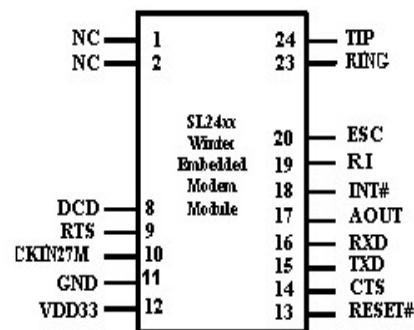 NC 1 24 TIP
NC 2 23 RING
SL24xx
Wintec
Embedded
Modem
Module
20 ESC
19 RI
18 INT#
17 AOUT
DCD 8
RTS 9
CKIN27M 10
GND 11
VDD33 12
16 RXD
15 TXD
14 CTS
13 RESET#